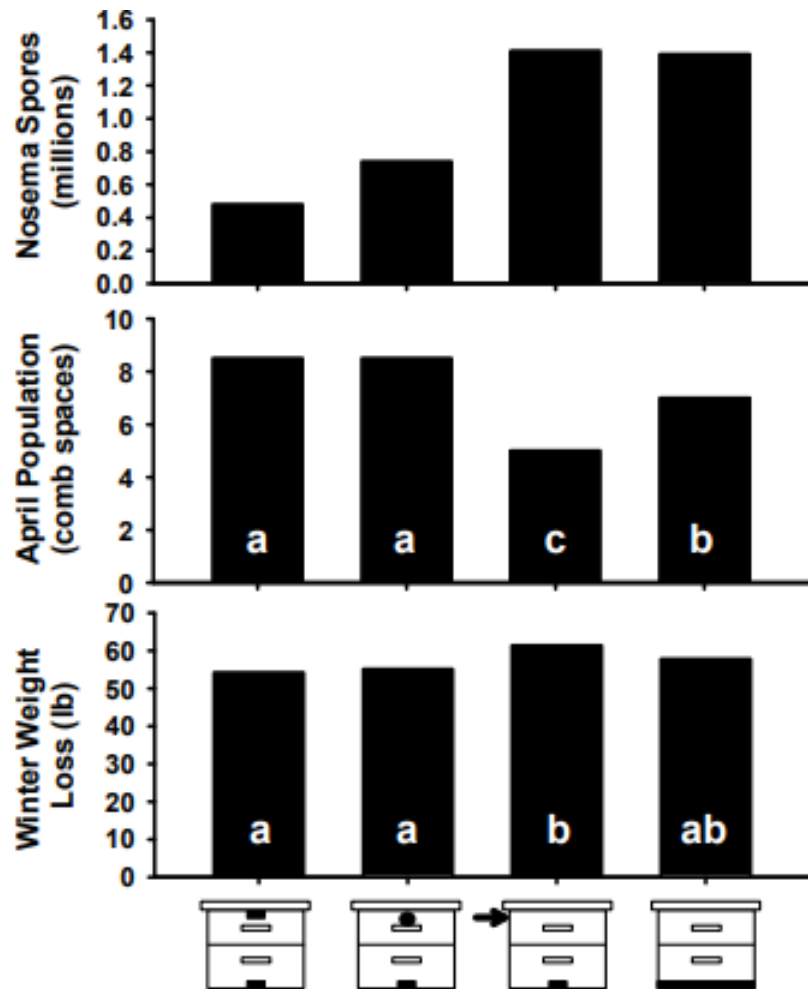 Nosema Spores
(millions)
1.6
1.4
1.2
1.0
0.8
0.6
0.4
0.2
0.0
April Population
(comb spaces)
10
8
6
4
2
0
a a c b
Winter Weight
Loss (lb)
70
60
50
40
30
20
10
0
a a b ab